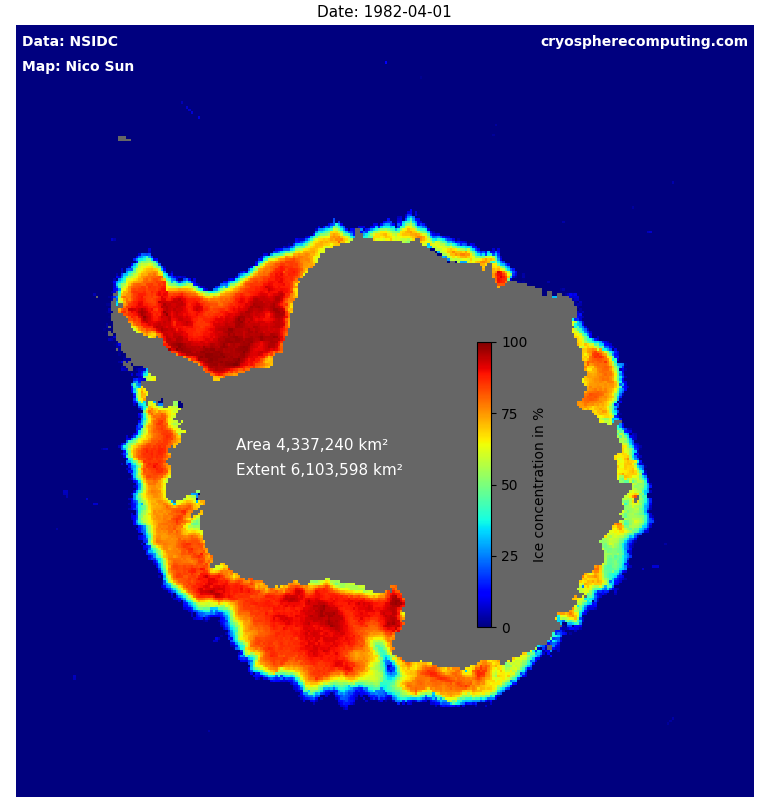 Date: 1982-04-01
Data: NSIDC
cryospherecomputing.com
Map: Nico Sun
Area 4,337,240 km²
Extent 6,103,598 km²
100
75
50
25
0
Ice concentration in %